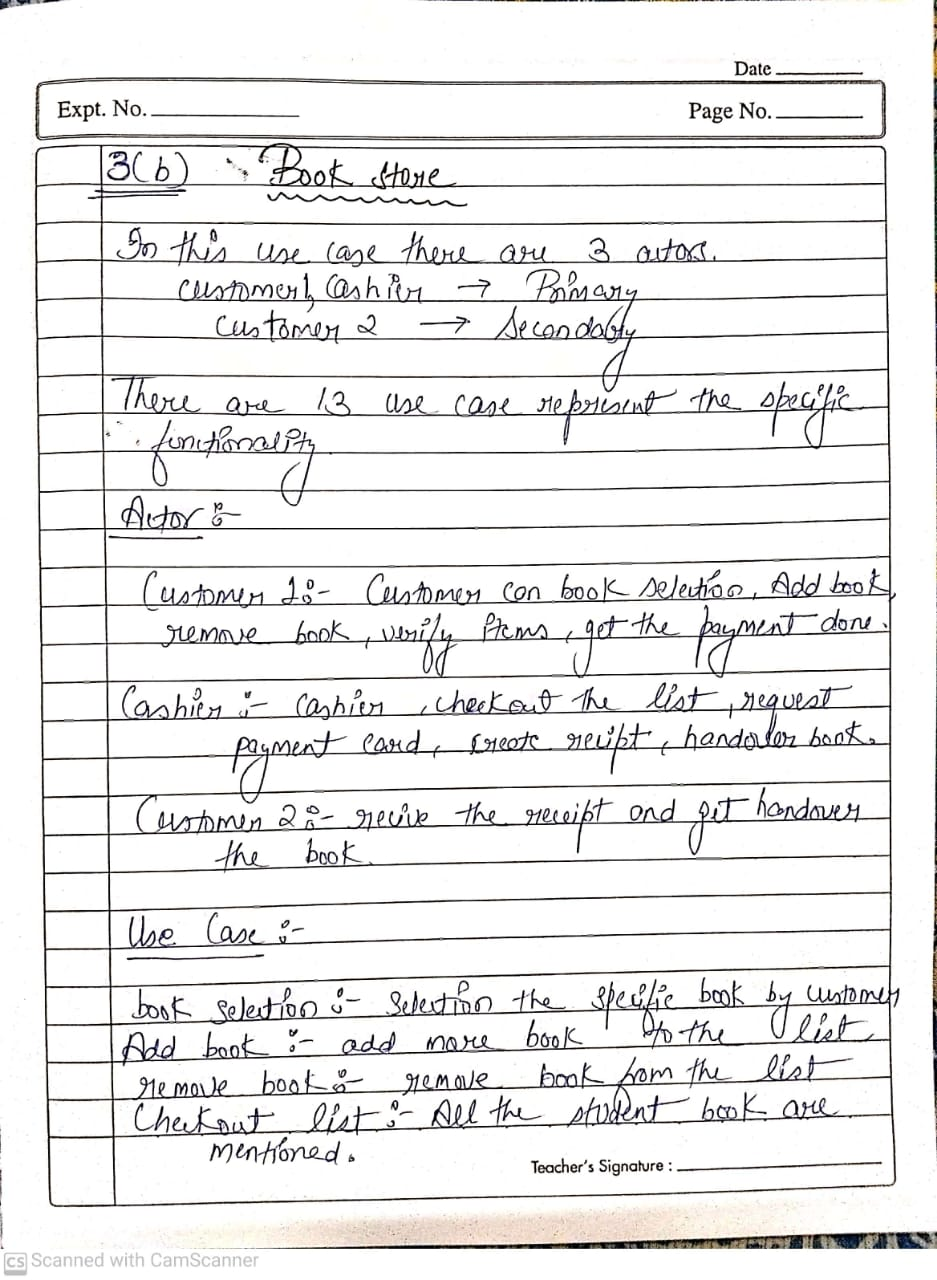 Date
Expt. No.
Page No.
3(b) Book store
In this use case there are 3 actors.
customer1, Cashier → Primary
customer 2 → Secondary
There are 13 use case represent the specific
functionality
Actor :-
Customer 1:- Customer can book selection, Add book,
remove book, verify items, get the payment done.
Cashier :- Cashier, checkout the list, request
payment card, create recipt, handover book.
Customer 2:- recive the receipt and get handover
the book.
Use Case :-
book selection :- Selection the specific book by customer
Add book :- add more book to the list
remove book :- remove book from the list
Checkout list :- All the student book are
mentioned.
Teacher's Signature :
CS Scanned with CamScanner